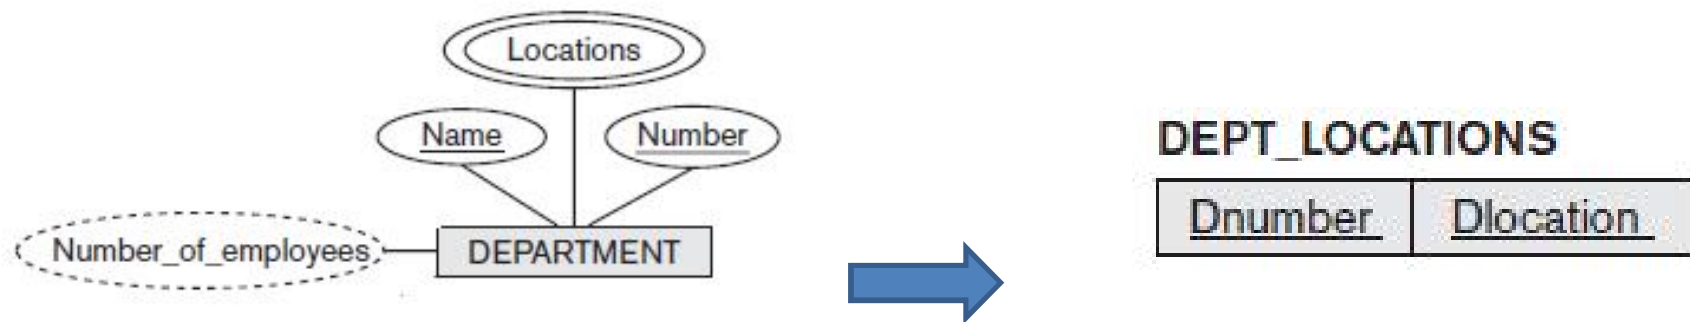 Locations
Name
Number
Number_of_employees
DEPARTMENT
DEPT_LOCATIONS
Dnumber
Dlocation